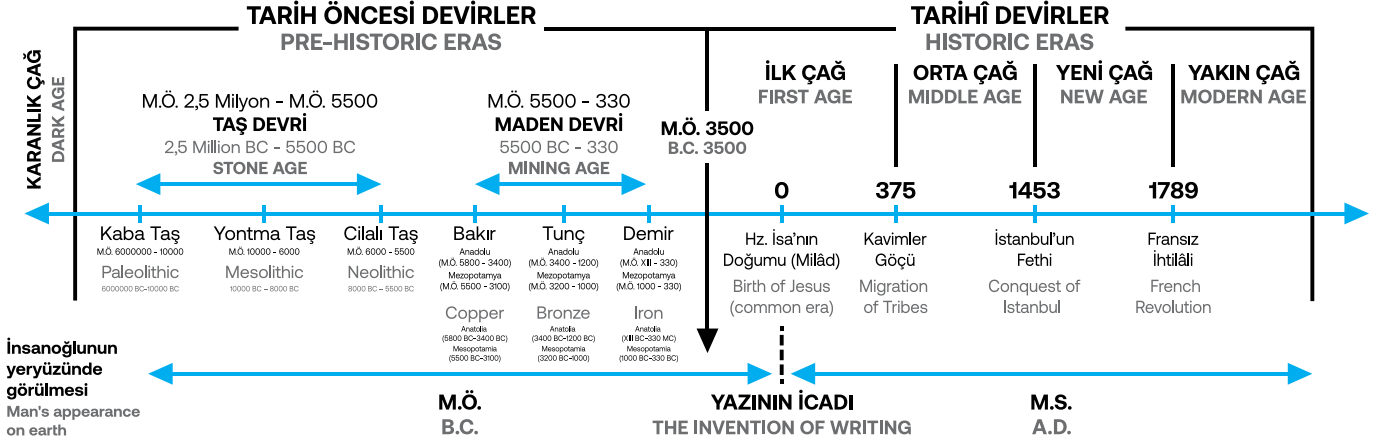 TARİH ÖNCESİ DEVİRLER
PRE-HISTORIC ERAS
TARİHÎ DEVİRLER
HISTORIC ERAS
KARANLIK ÇAĞ
DARK AGE
M.Ö. 2,5 Milyon - M.Ö. 5500
TAŞ DEVRİ
2,5 Million BC - 5500 BC
STONE AGE
M.Ö. 5500 - 330
MADEN DEVRİ
5500 BC - 330
MINING AGE
M.Ö. 3500
B.C. 3500
İLK ÇAĞ
FIRST AGE
ORTA ÇAĞ
MIDDLE AGE
YENİ ÇAĞ
NEW AGE
YAKIN ÇAĞ
MODERN AGE
0
375
1453
1789
Kaba Taş
M.Ö. 6000000 - 10000
Paleolithic
6000000 BC-10000 BC
Yontma Taş
M.Ö. 10000 - 6000
Mesolithic
10000 BC – 8000 BC
Cilalı Taş
M.Ö. 6000 - 5500
Neolithic
8000 BC – 5500 BC
Bakır
Anadolu
(M.Ö. 5800 - 3400)
Mezopotamya
(M.Ö. 5500 - 3100)
Copper
Anatolia
(5800 BC-3400 BC)
Mesopotamia
(5500 BC-3100)
Tunç
Anadolu
(M.Ö. 3400 -1200)
Mezopotamya
(M.Ö. 3200 - 1000)
Bronze
Anatolia
(3400 BC-1200 BC)
Mesopotamia
(3200 BC-1000)
Demir
Anadolu
(M.Ö. XII - 330)
Mezopotamya
(M.Ö. 1000 - 330)
Iron
Anatolia
(XII BC-330 MC)
Mesopotamia
(1000 BC-330 BC)
Hz. İsa'nın
Doğumu (Milâd)
Birth of Jesus
(common era)
Kavimler
Göçü
Migration
of Tribes
İstanbul'un
Fethi
Conquest of
İstanbul
Fransız
İhtilâli
French
Revolution
İnsanoğlunun
yeryüzünde
görülmesi
Man's appearance
on earth
M.Ö.
B.C.
YAZININ İCADI
THE INVENTION OF WRITING
M.S.
A.D.